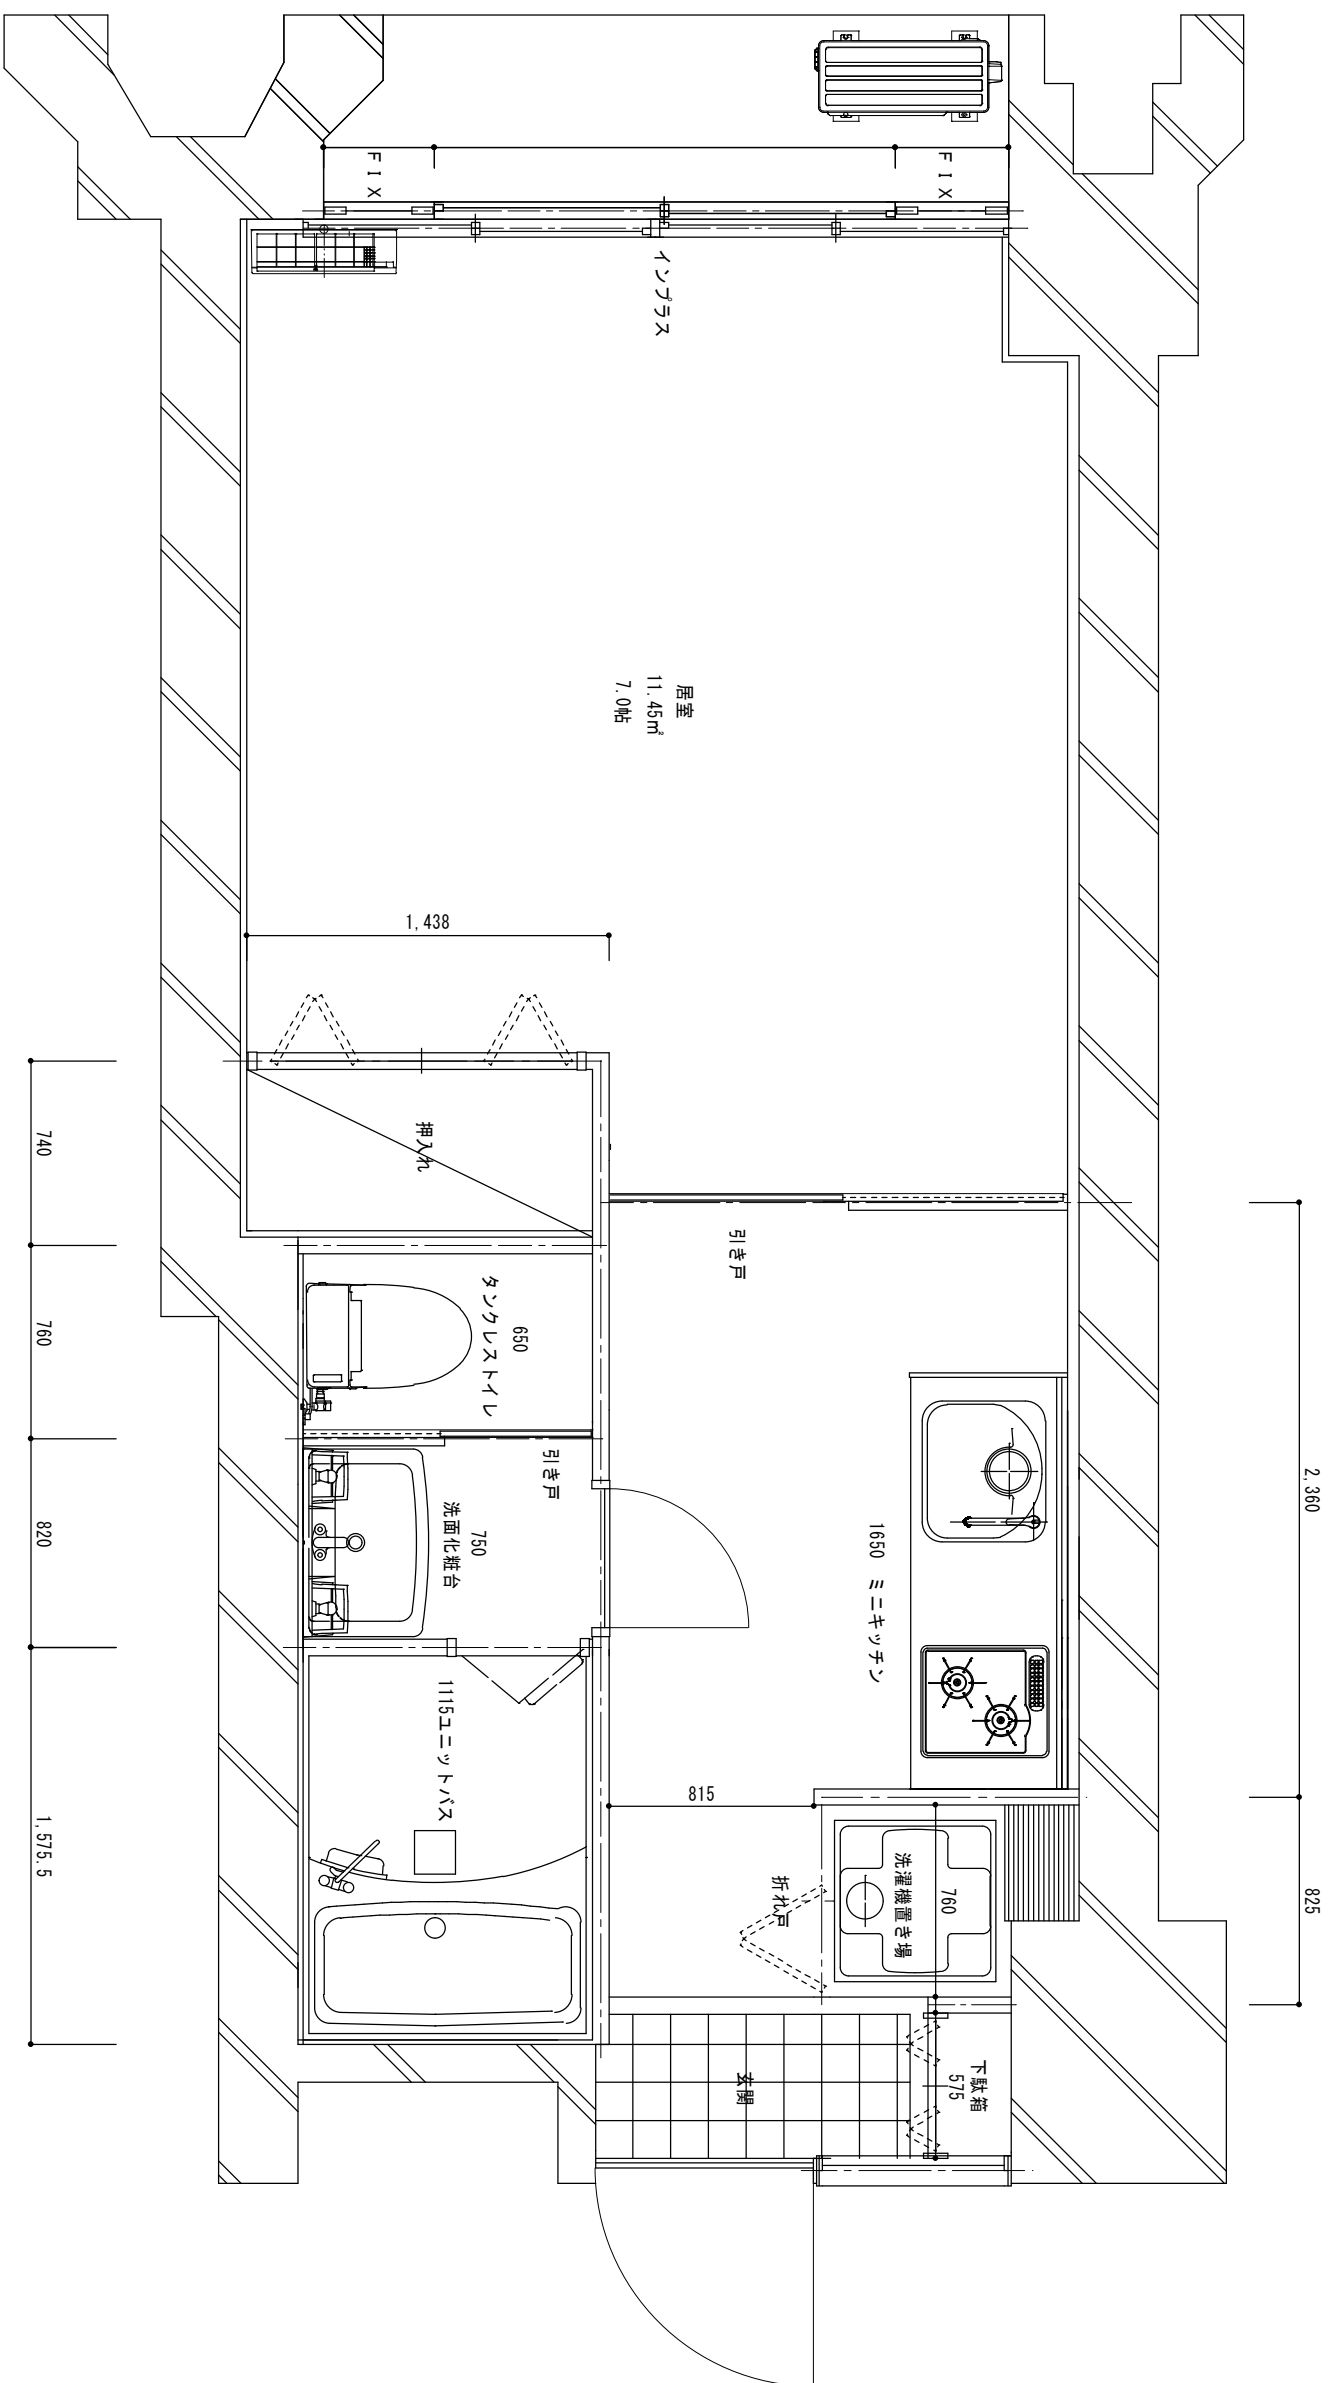 FIX
FIX
インプラス
居室
11.45㎡
7.0帖
1,438
押入れ
740
760
820
1,575.5
2,360
825
引き戸
650
タンクレストイレ
引き戸
750
洗面化粧台
1650 ミニキッチン
1115ユニットバス
815
折れ戸
760
洗濯機置き場
玄関
下駄箱
575